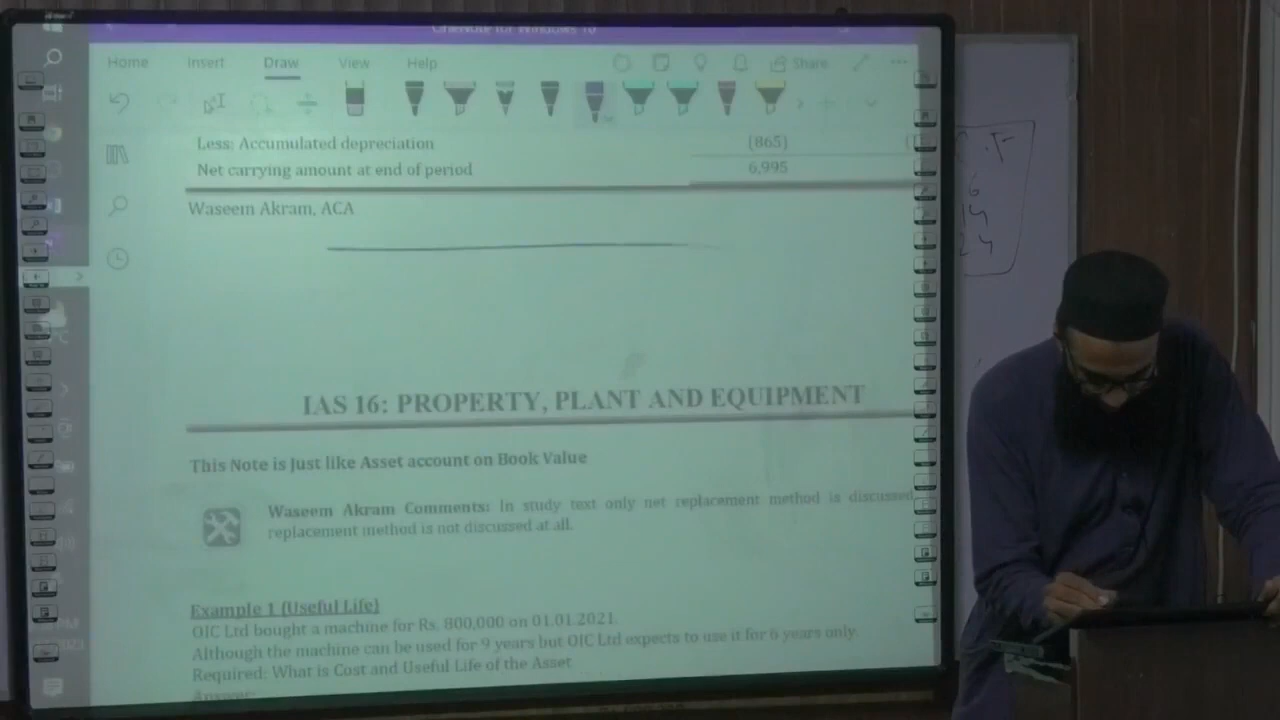 OneNote for Windows 10
Home Insert Draw View Help Share
Less: Accumulated depreciation (865)
Net carrying amount at end of period 6,995
Waseem Akram, ACA
IAS 16: PROPERTY, PLANT AND EQUIPMENT
This Note is Just like Asset account on Book Value
Waseem Akram Comments: In study text only net replacement method is discussed
replacement method is not discussed at all.
Example 1 (Useful Life)
OIC Ltd bought a machine for Rs. 800,000 on 01.01.2021.
Although the machine can be used for 9 years but OIC Ltd expects to use it for 6 years only.
Required: What is Cost and Useful Life of the Asset
Answer: